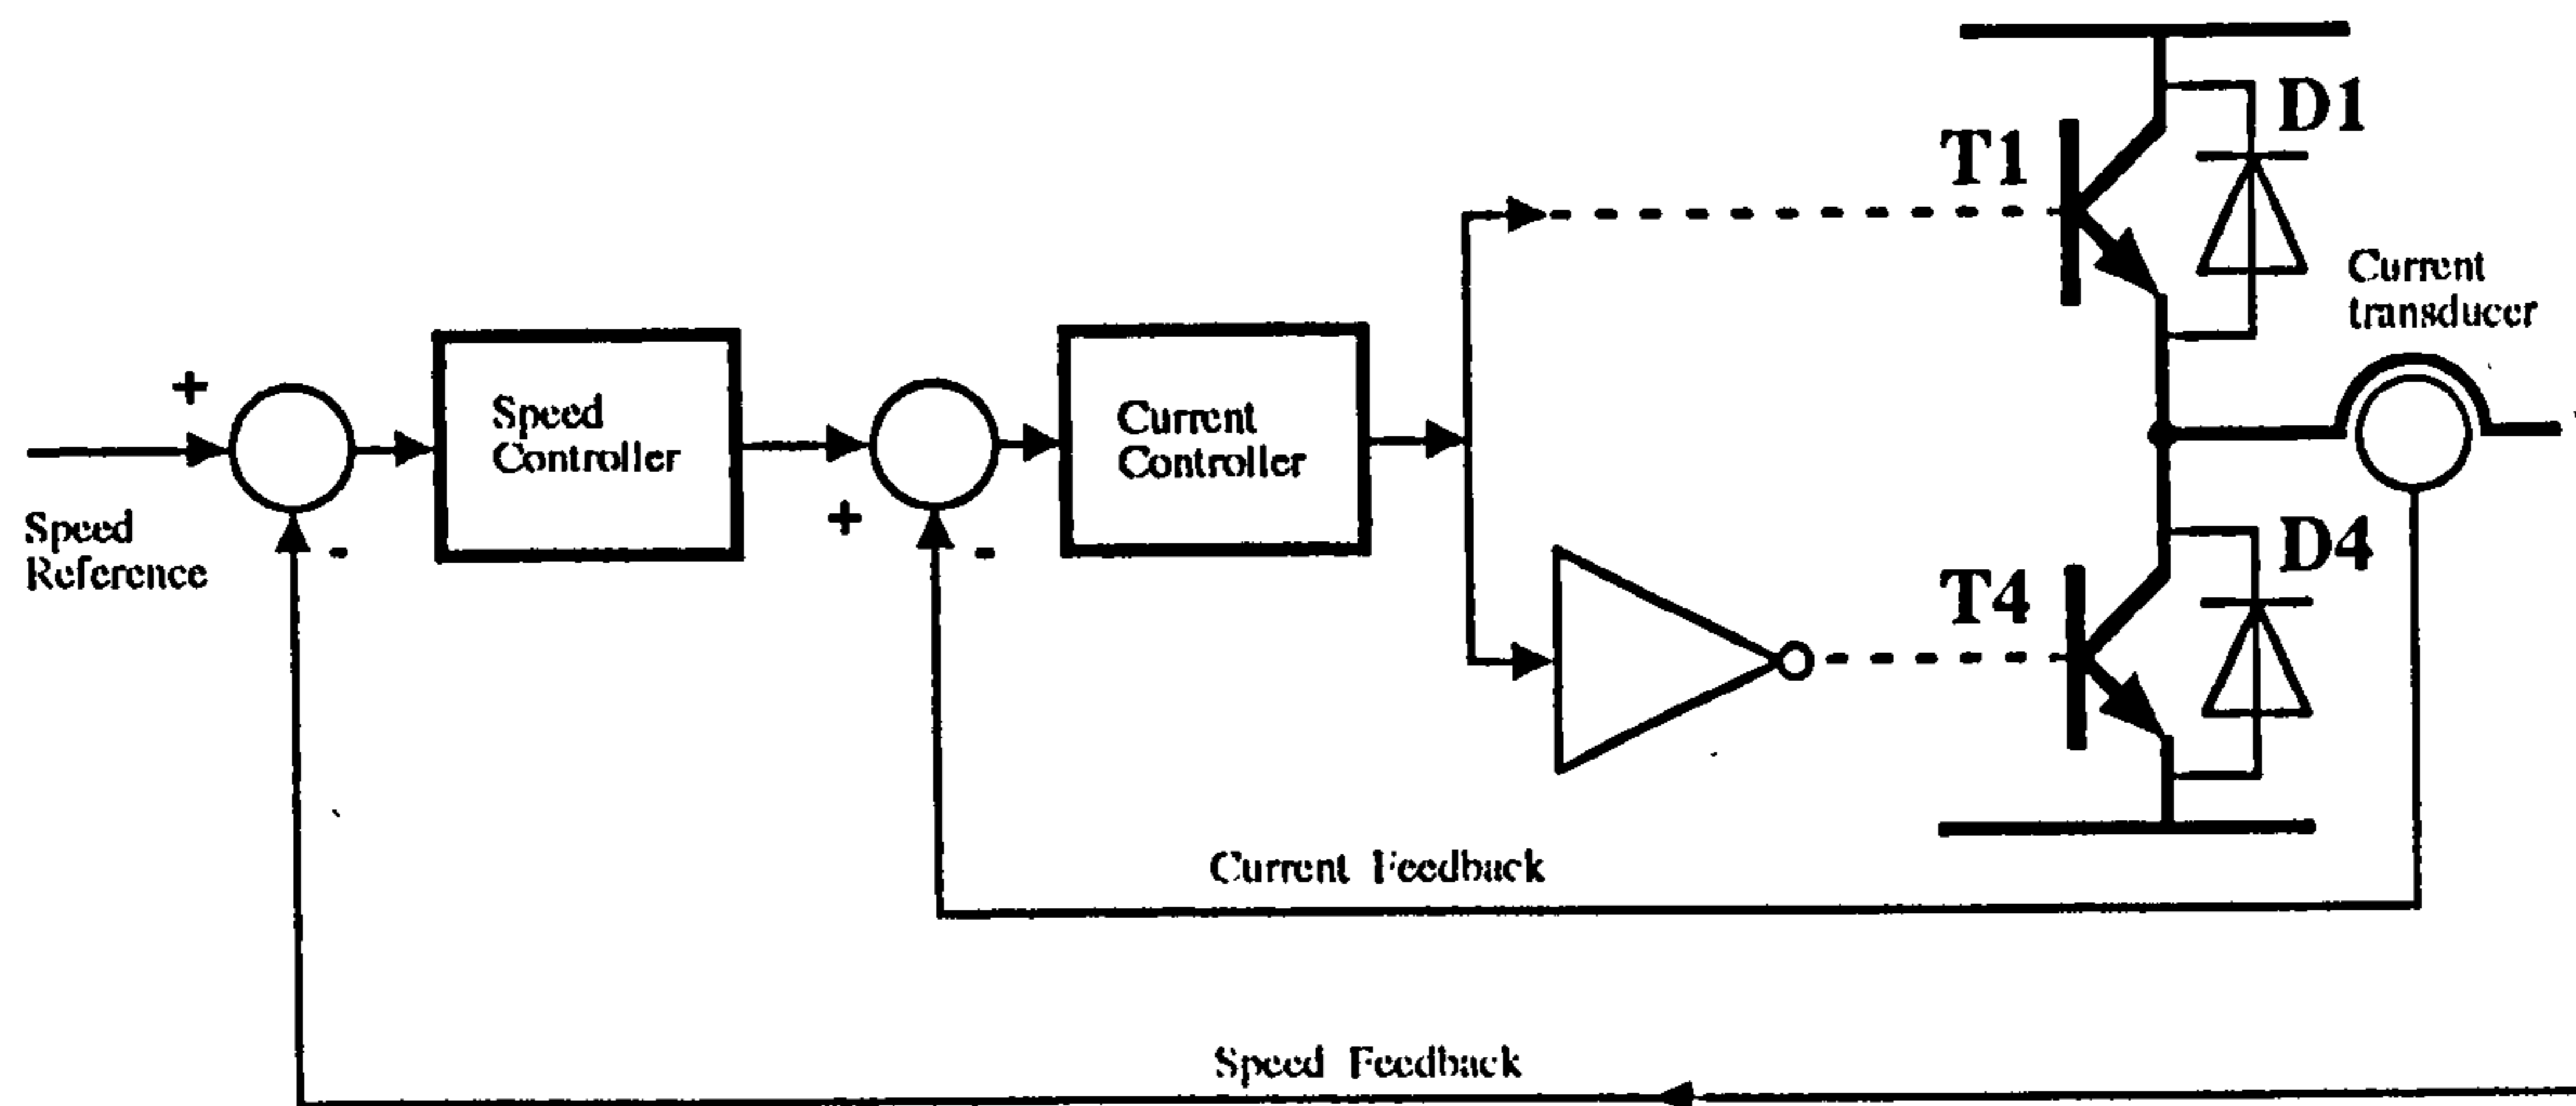 D1
T1
Current
transducer
+
Speed
Controller
Current
Controller
Speed
Reference
-
+
-
D4
T4
Current Feedback
Speed Feedback